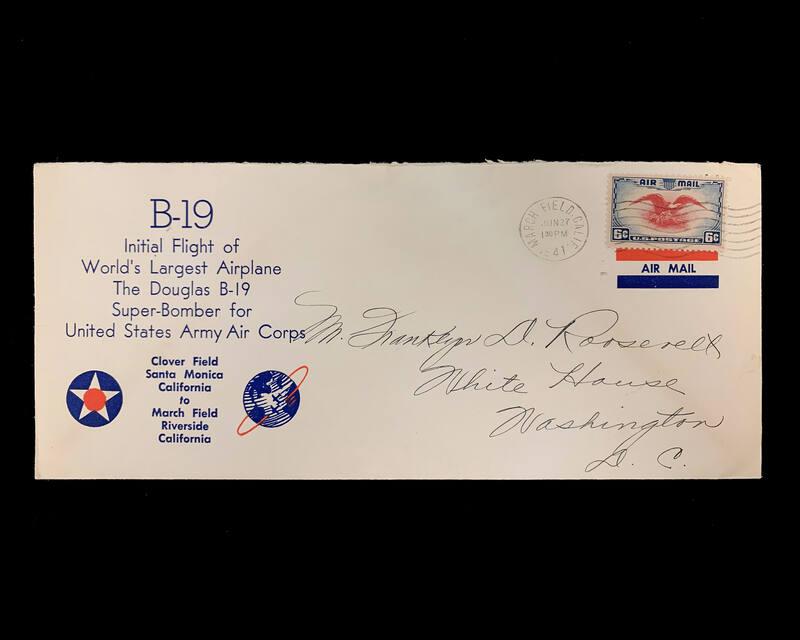 B-19
Initial Flight of
World's Largest Airplane
The Douglas B-19
Super-Bomber for
United States Army Air Corps
Clover Field
Santa Monica
California
to
March Field
Riverside
California
MARCH FIELD, CALIF.
JUN 27
1 30 PM
1941
AIR MAIL
6¢ U.S. POSTAGE 6¢
AIR MAIL
Mr. Franklyn D. Roosevelt
White House
Washington
D. C.